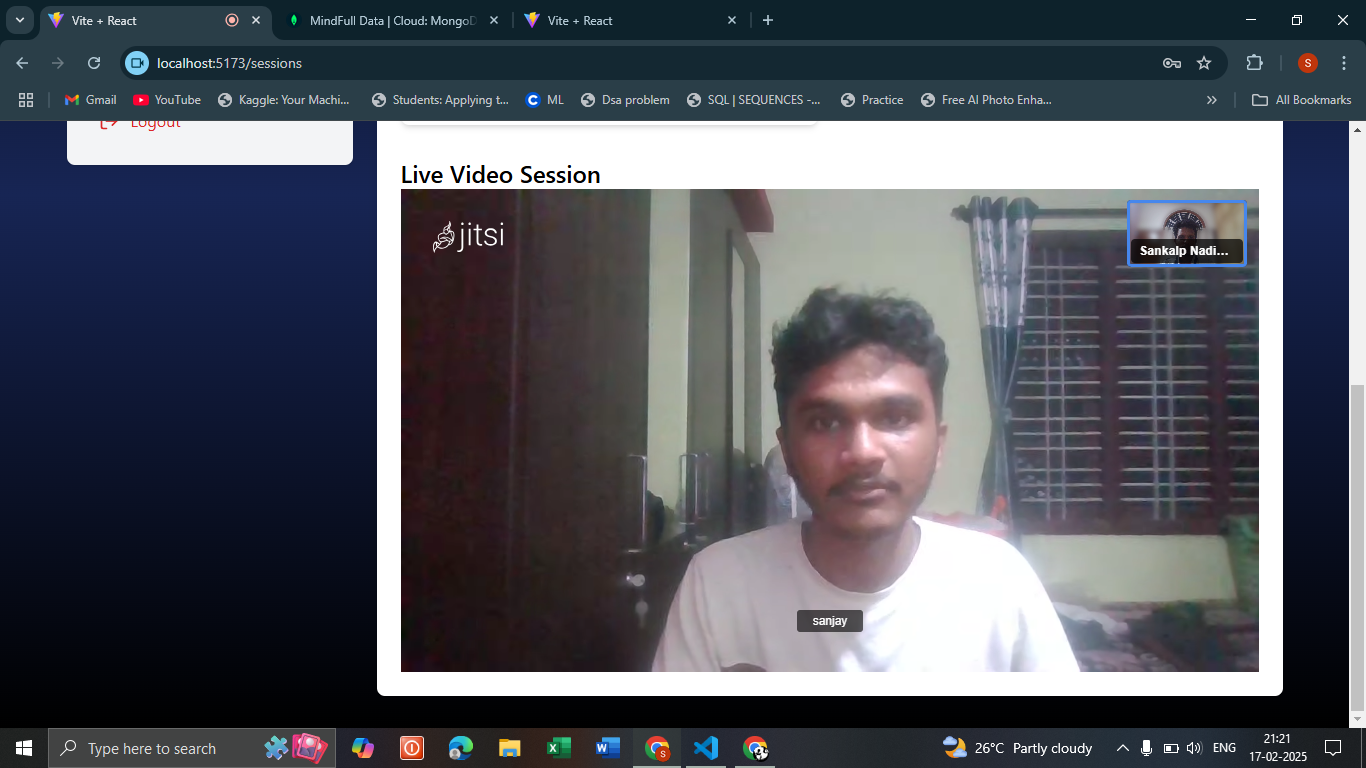 Vite + React
MindFull Data | Cloud: MongoD
Vite + React
localhost:5173/sessions
S
Gmail
YouTube
Kaggle: Your Machi...
Students: Applying t...
ML
Dsa problem
SQL | SEQUENCES -...
Practice
Free AI Photo Enha...
All Bookmarks
Logout
Live Video Session
jitsi
Sankalp Nadi...
sanjay
Type here to search
26°C Partly cloudy
ENG
21:21
17-02-2025